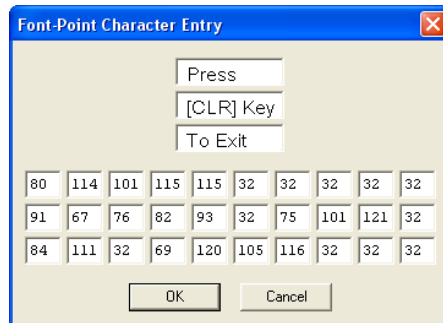 Font-Point Character Entry
Press
[CLR] Key
To Exit
80 114 101 115 115 32 32 32 32 32
91 67 76 82 93 32 75 101 121 32
84 111 32 69 120 105 116 32 32 32
OK Cancel